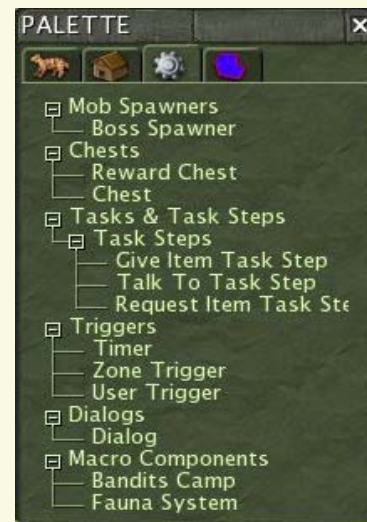 PALETTE
Mob Spawners
Boss Spawner
Chests
Reward Chest
Chest
Tasks & Task Steps
Task Steps
Give Item Task Step
Talk To Task Step
Request Item Task Ste
Triggers
Timer
Zone Trigger
User Trigger
Dialogs
Dialog
Macro Components
Bandits Camp
Fauna System